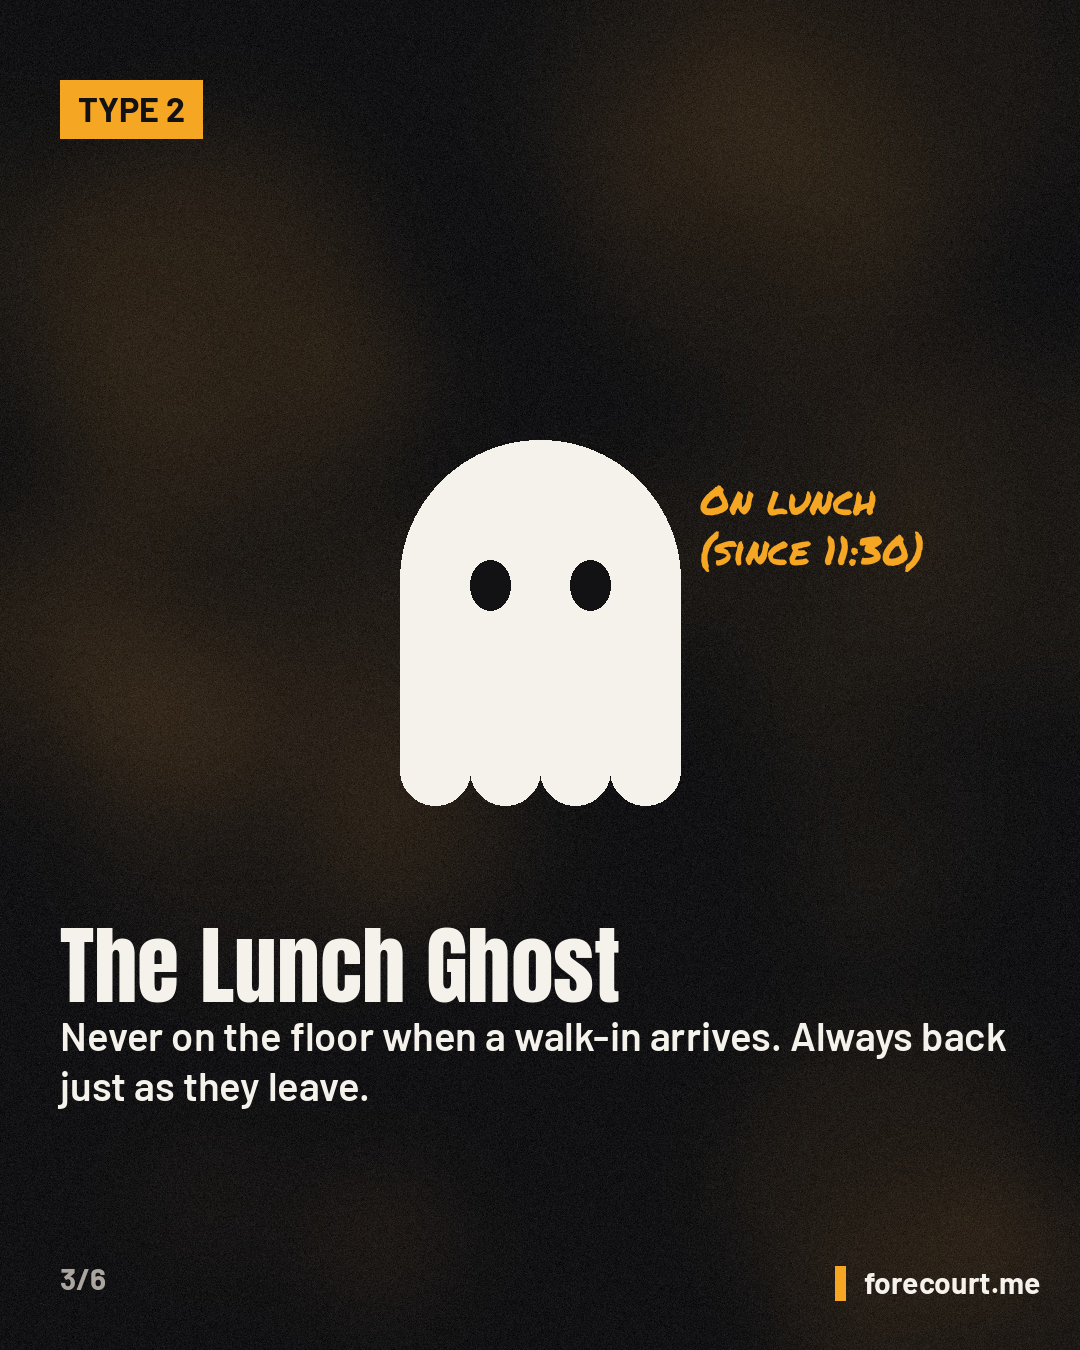 TYPE 2
On lunch
(since 11:30)
The Lunch Ghost
Never on the floor when a walk-in arrives. Always back
just as they leave.
3/6
forecourt.me